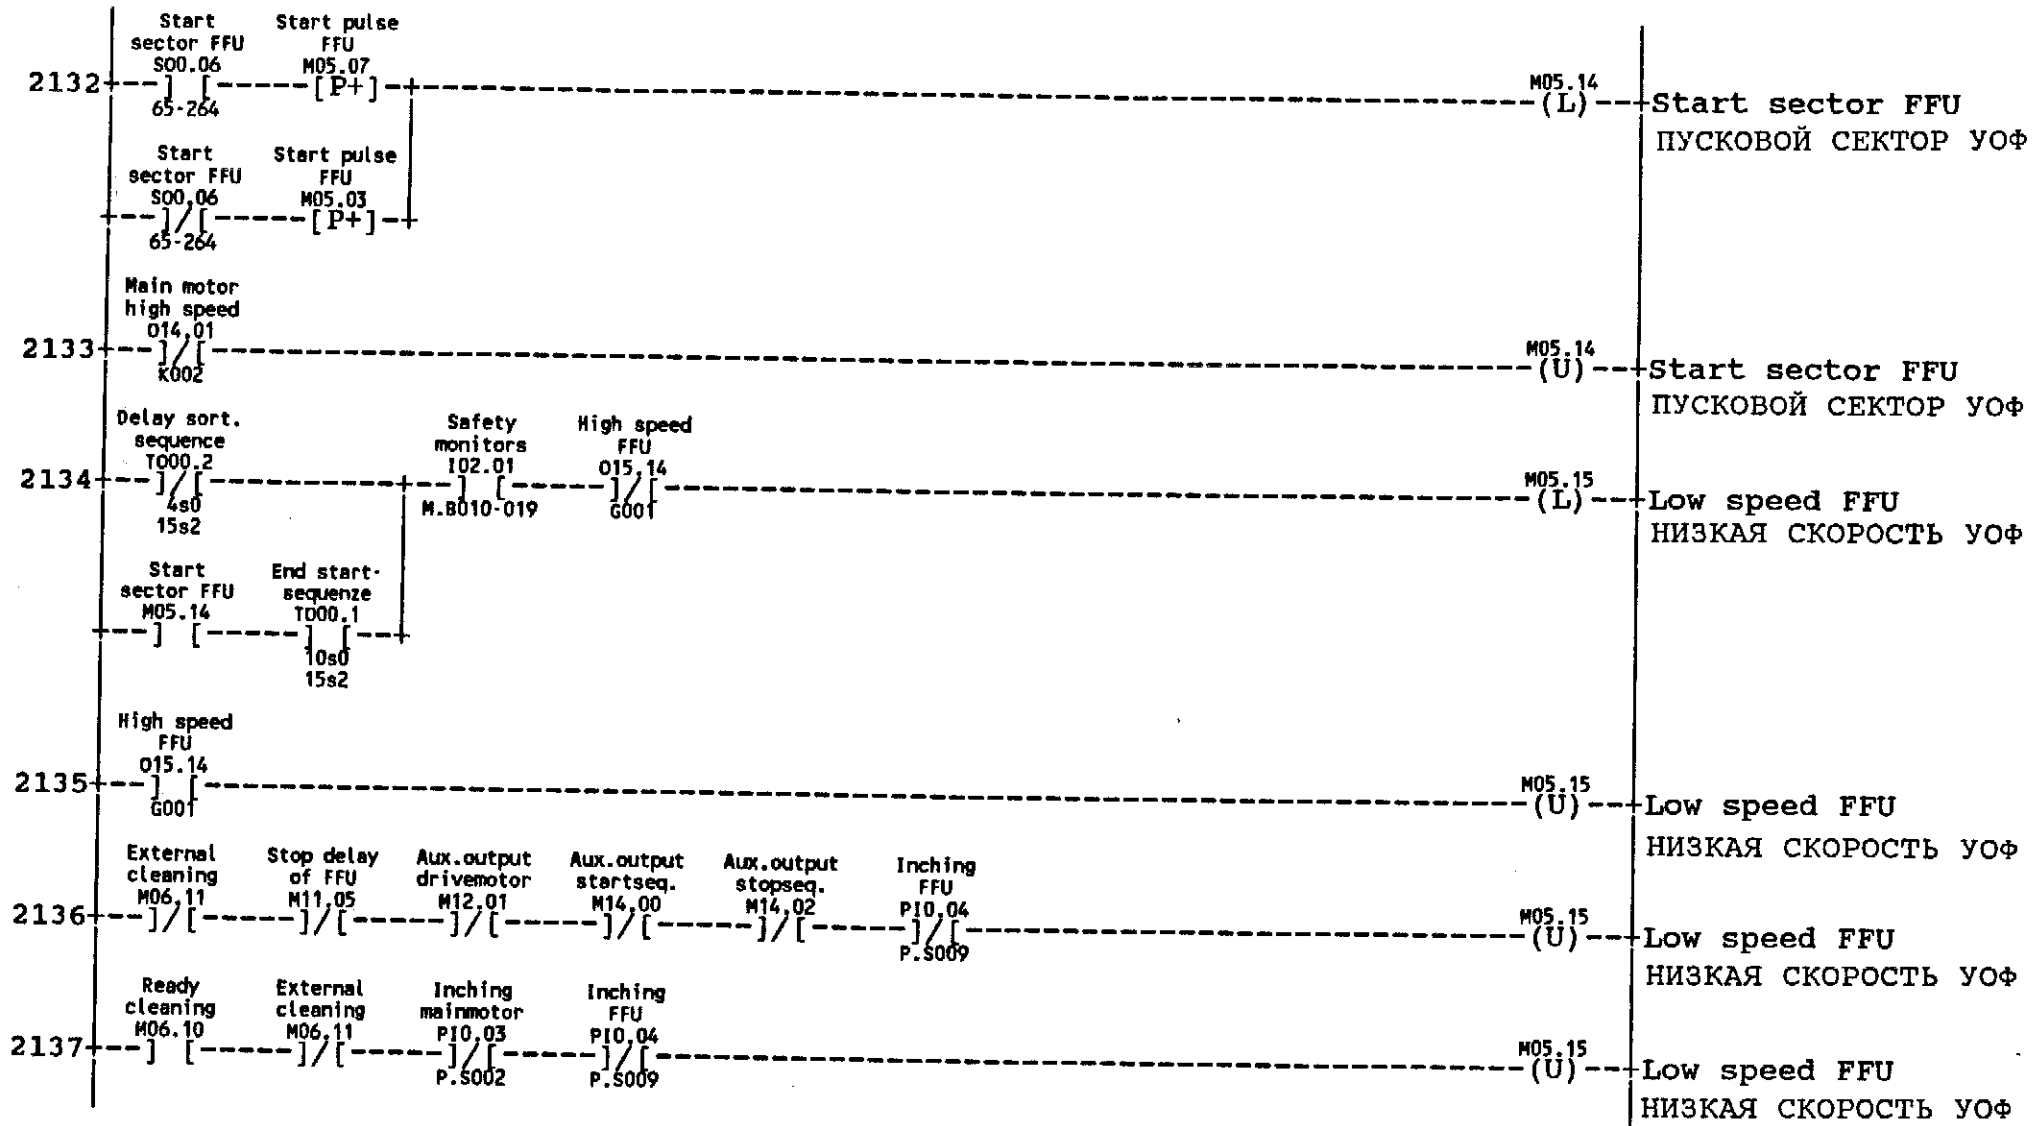 Start Start pulse
sector FFU FFU
S00.06 M05.07 M05.14
2132+--] [------[P+]-+------(L)--+Start sector FFU
65-264 ПУСКОВОЙ СЕКТОР УОФ
Start Start pulse
sector FFU FFU
S00.06 M05.03
+--]/[------[P+]-+
65-264
Main motor
high speed
O14.01 M05.14
2133+--]/[------(U)--+Start sector FFU
K002 ПУСКОВОЙ СЕКТОР УОФ
Delay sort. Safety High speed
sequence monitors FFU
T000.2 I02.01 O15.14 M05.15
2134+--]/[------+--] [------]/[------(L)--+Low speed FFU
4s0 M.B010-019 G001 НИЗКАЯ СКОРОСТЬ УОФ
15s2
Start End start-
sector FFU sequenze
M05.14 T000.1
+--] [------] [--+
10s0
15s2
High speed
FFU
O15.14 M05.15
2135+--] [------(U)--+Low speed FFU
G001 НИЗКАЯ СКОРОСТЬ УОФ
External Stop delay Aux.output Aux.output Aux.output Inching
cleaning of FFU drivemotor startseq. stopseq. FFU
M06.11 M11.05 M12.01 M14.00 M14.02 PI0.04 M05.15
2136+--]/[------]/[------]/[------]/[------]/[------]/[------(U)--+Low speed FFU
P.S009 НИЗКАЯ СКОРОСТЬ УОФ
Ready External Inching Inching
cleaning cleaning mainmotor FFU
M06.10 M06.11 PI0.03 PI0.04 M05.15
2137+--] [------]/[------]/[------]/[------(U)--+Low speed FFU
P.S002 P.S009 НИЗКАЯ СКОРОСТЬ УОФ